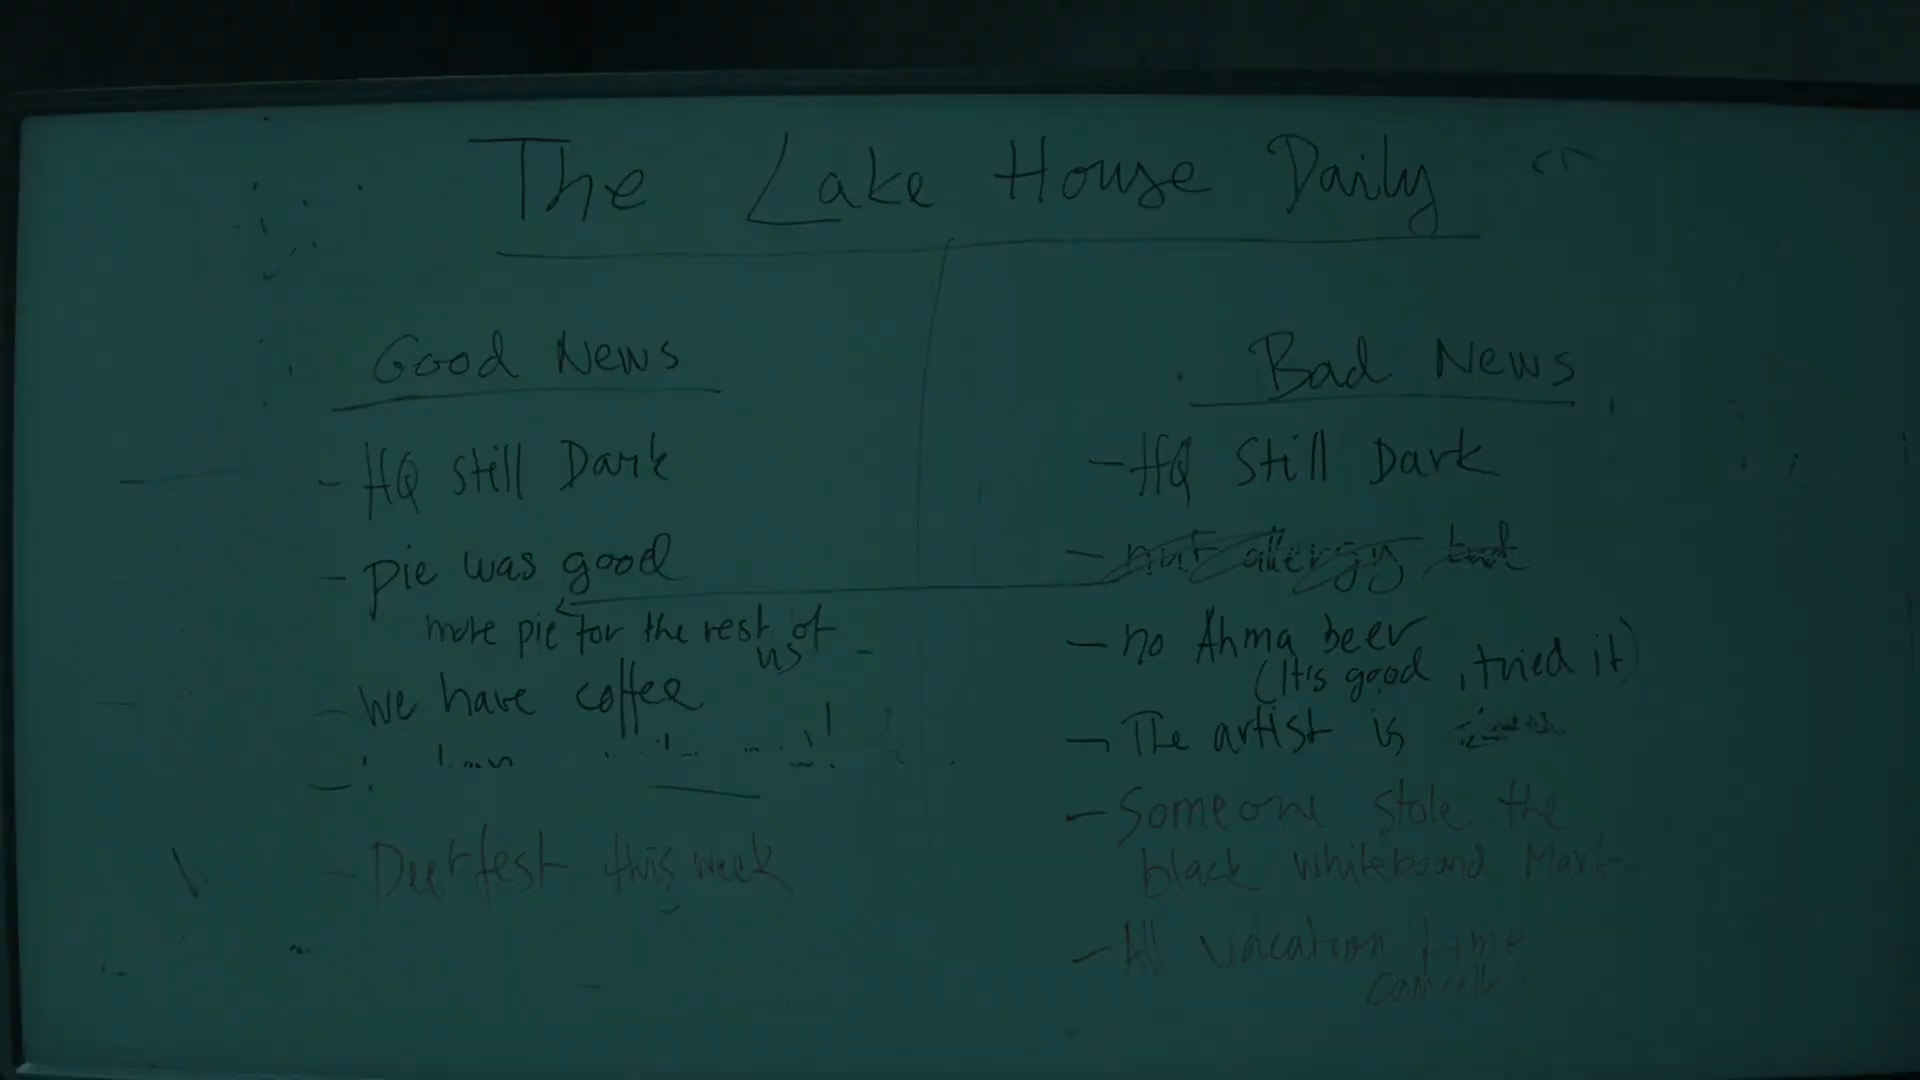 The Lake House Daily
Good News
- HQ Still Dark
- pie was good
more pie for the rest of us
- We have coffee
- Deerfest this week
Bad News
- HQ Still Dark
- nut allergy
- no Ahma beer
(It's good, tried it)
- The artist is
- Someone stole the
black whiteboard
- All vacation time
cancelled